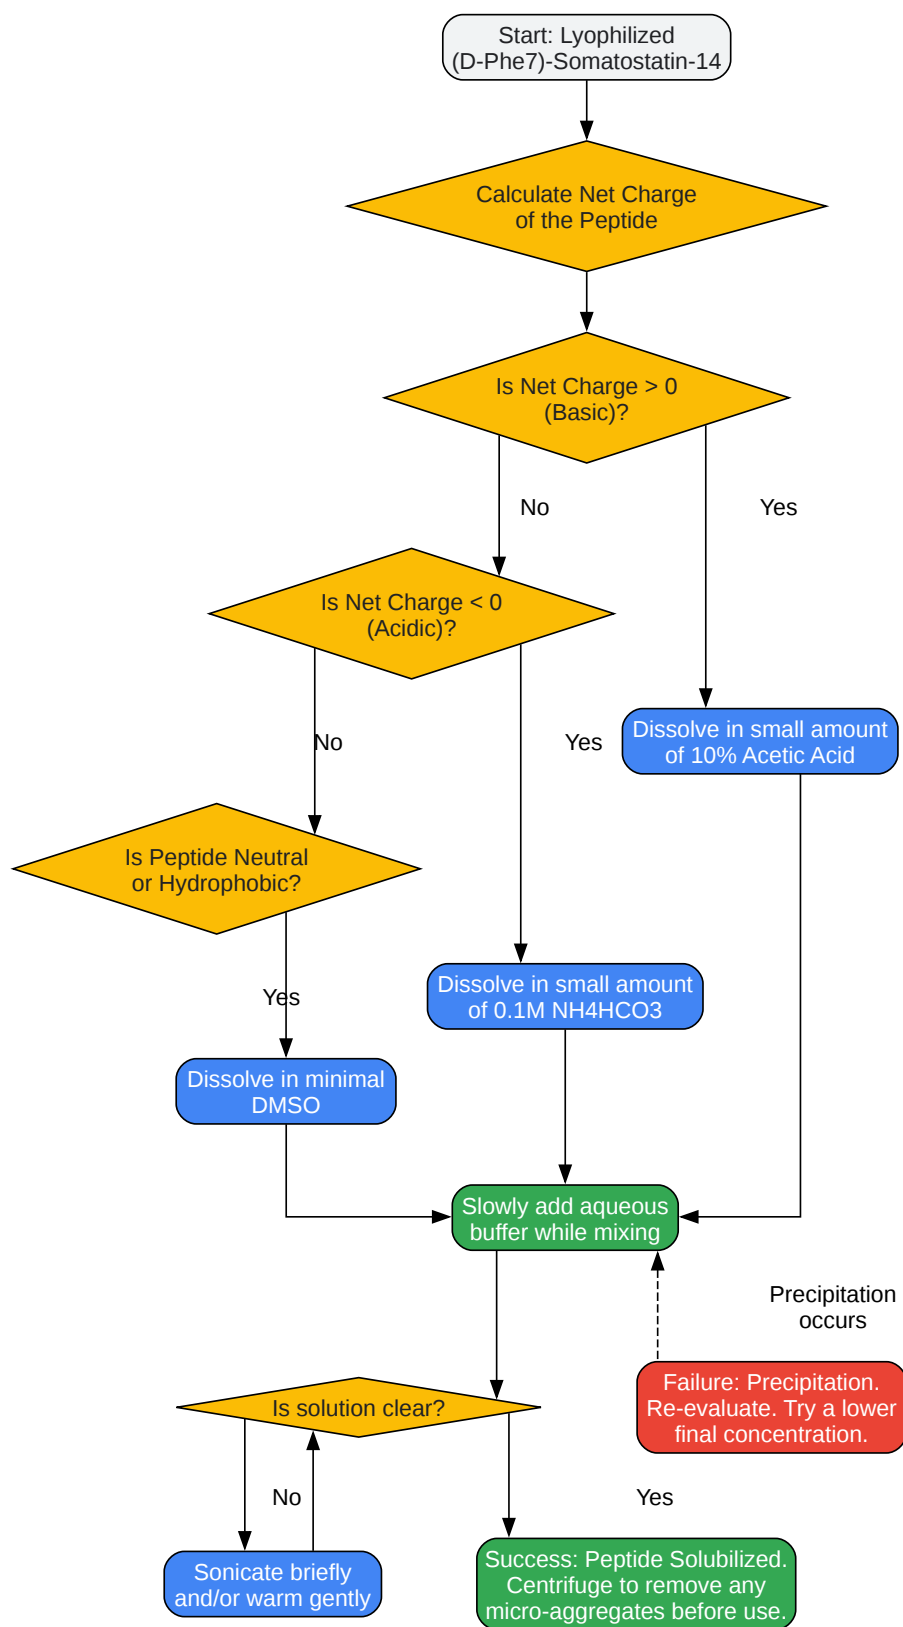 Start: Lyophilized
(D-Phe7)-Somatostatin-14
Calculate Net Charge
of the Peptide
Is Net Charge > 0
(Basic)?
No
Yes
Is Net Charge < 0
(Acidic)?
Dissolve in small amount
of 10% Acetic Acid
No
Yes
Is Peptide Neutral
or Hydrophobic?
Yes
Dissolve in small amount
of 0.1M NH4HCO3
Dissolve in minimal
DMSO
Slowly add aqueous
buffer while mixing
Precipitation
occurs
Failure: Precipitation.
Re-evaluate. Try a lower
final concentration.
Is solution clear?
No
Yes
Sonicate briefly
and/or warm gently
Success: Peptide Solubilized.
Centrifuge to remove any
micro-aggregates before use.